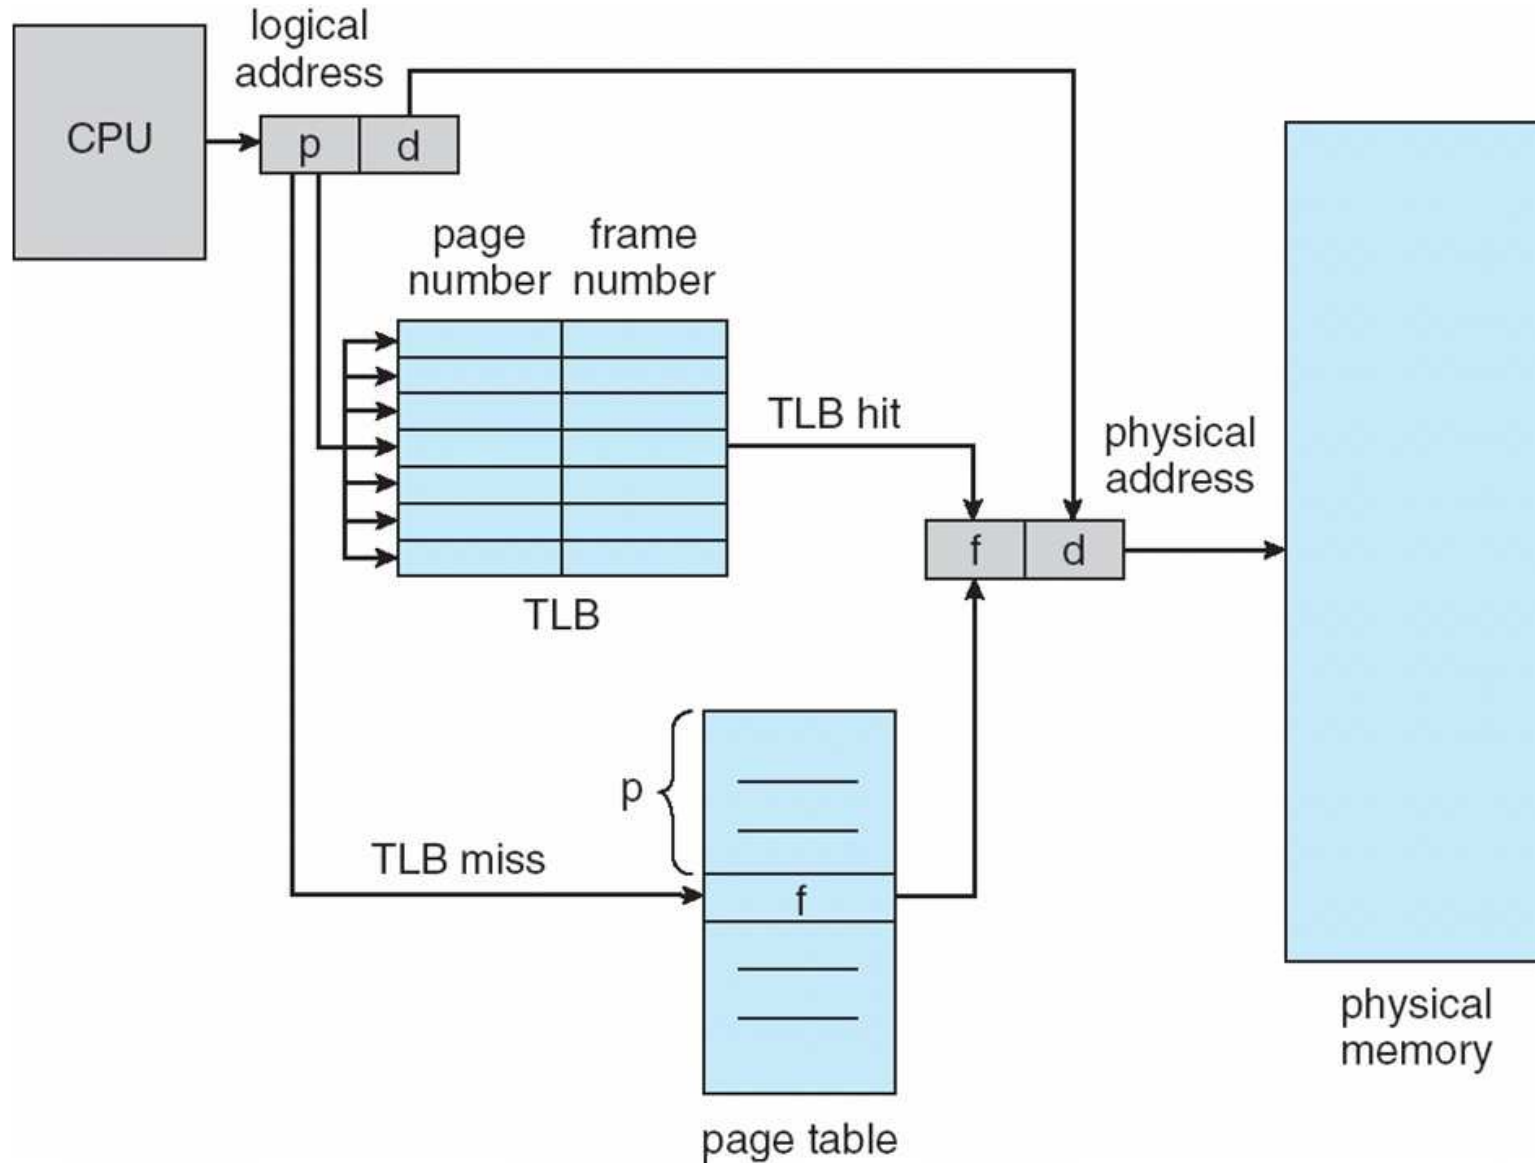 logical
address
CPU
p d
page frame
number number
TLB hit
physical
address
f d
TLB
p
TLB miss
f
physical
memory
page table